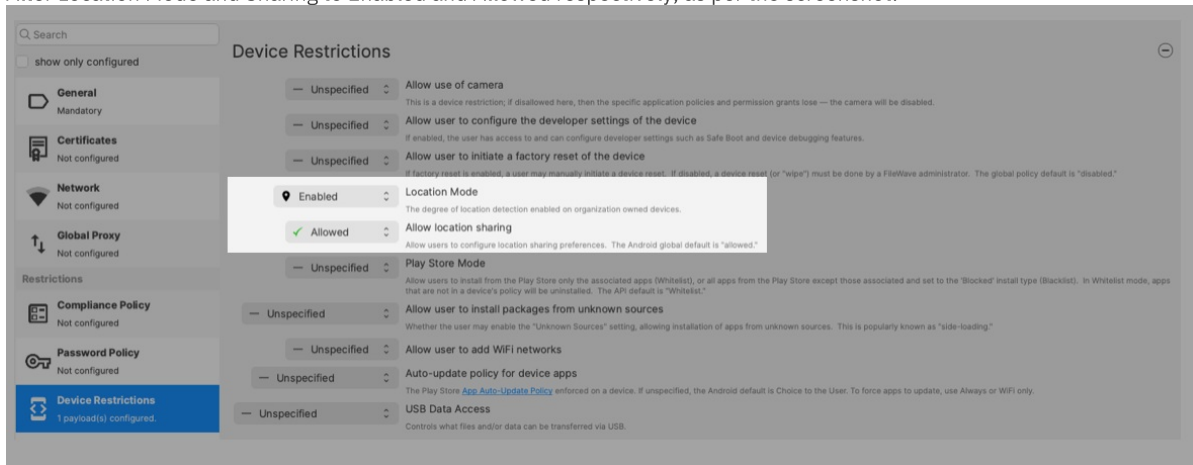 After Location Mode and Sharing to Enabled and Allowed respectively, as per the screenshot:
Search
show only configured
General
Mandatory
Certificates
Not configured
Network
Not configured
Global Proxy
Not configured
Restrictions
Compliance Policy
Not configured
Password Policy
Not configured
Device Restrictions
1 payload(s) configured.
Device Restrictions
— Unspecified
Allow use of camera
This is a device restriction; if disallowed here, then the specific application policies and permission grants lose — the camera will be disabled.
— Unspecified
Allow user to configure the developer settings of the device
If enabled, the user has access to and can configure developer settings such as Safe Boot and device debugging features.
— Unspecified
Allow user to initiate a factory reset of the device
If factory reset is enabled, a user may manually initiate a device reset. If disabled, a device reset (or "wipe") must be done by a FileWave administrator. The global policy default is "disabled."
Enabled
Location Mode
The degree of location detection enabled on organization owned devices.
Allowed
Allow location sharing
Allow users to configure location sharing preferences. The Android global default is "allowed."
— Unspecified
Play Store Mode
Allow users to install from the Play Store only the associated apps (Whitelist), or all apps from the Play Store except those associated and set to the 'Blocked' install type (Blacklist). In Whitelist mode, apps
that are not in a device's policy will be uninstalled. The API default is "Whitelist."
— Unspecified
Allow user to install packages from unknown sources
Whether the user may enable the "Unknown Sources" setting, allowing installation of apps from unknown sources. This is popularly known as "side-loading."
— Unspecified
Allow user to add WiFi networks
— Unspecified
Auto-update policy for device apps
The Play Store App Auto-Update Policy enforced on a device. If unspecified, the Android default is Choice to the User. To force apps to update, use Always or WiFi only.
— Unspecified
USB Data Access
Controls what files and/or data can be transferred via USB.